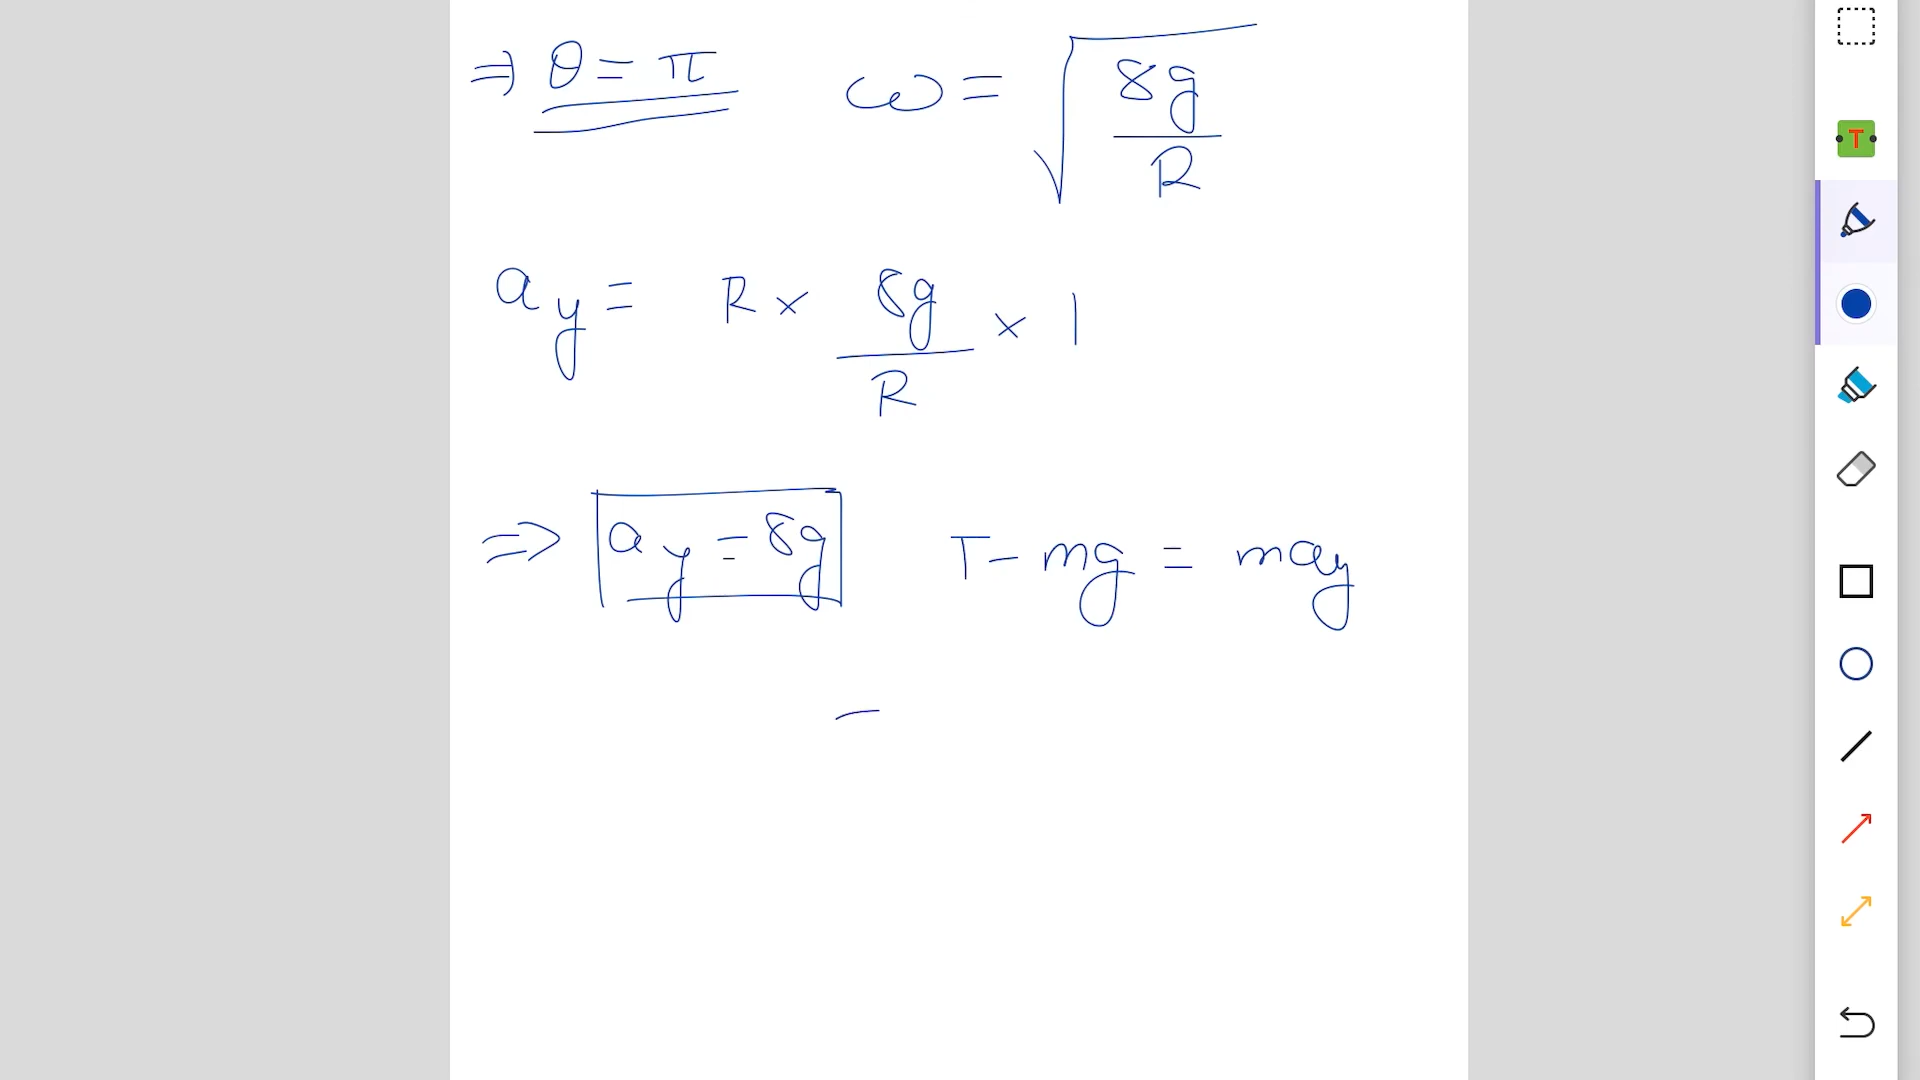 ⇒ θ = π    ω = √(8g/R)
a_y = R × 8g/R × 1
⇒ a_y = 8g    T - mg = ma_y
T